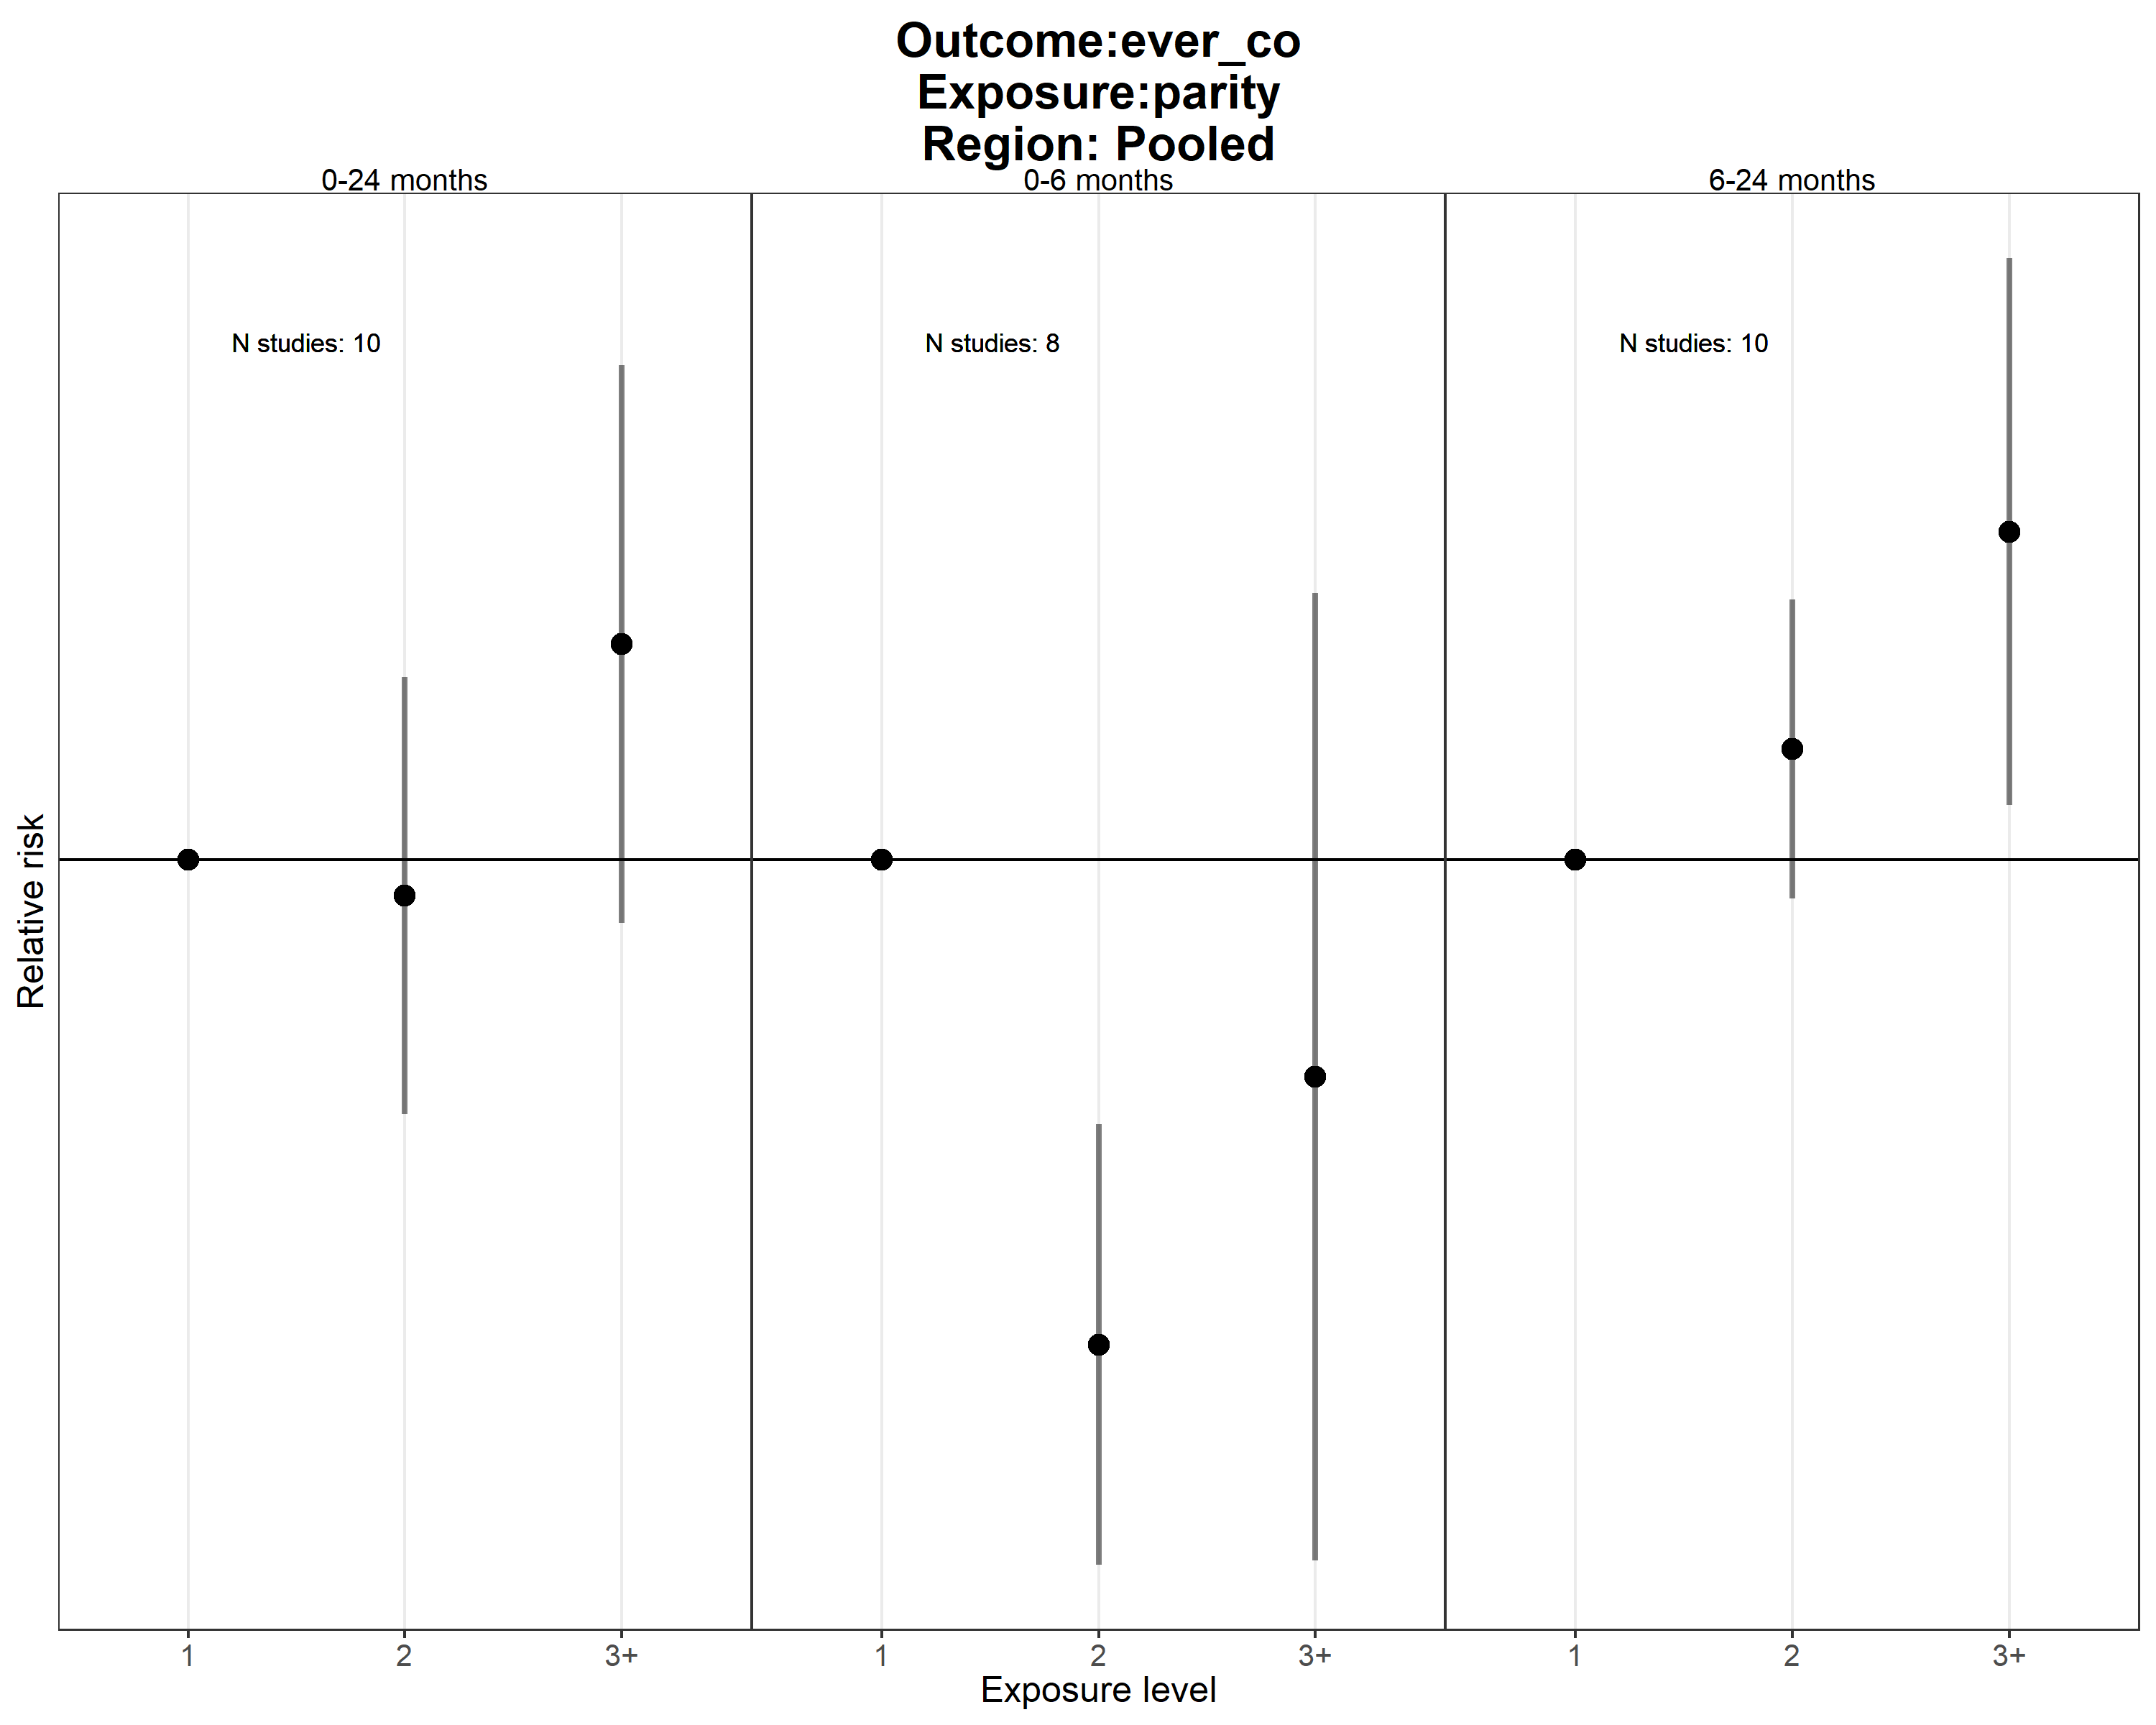 Outcome:ever_co
Exposure:parity
Region: Pooled
0-24 months
0-6 months
6-24 months
N studies: 10
N studies: 8
N studies: 10
Relative risk
1
2
3+
1
2
3+
1
2
3+
Exposure level